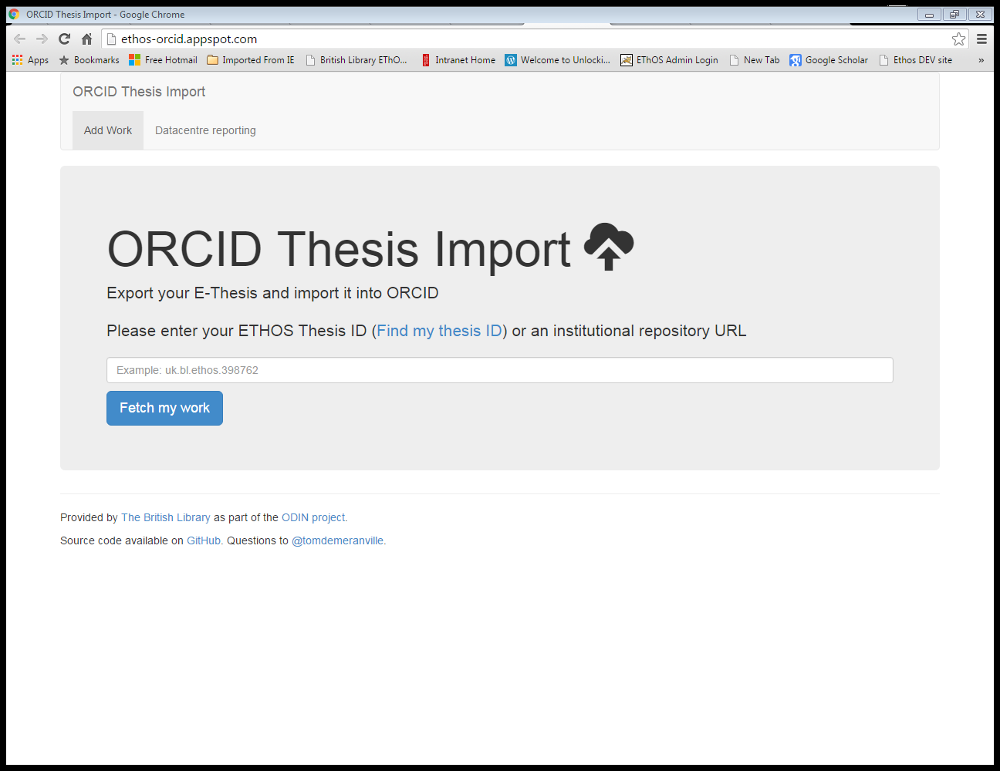 ORCID Thesis Import - Google Chrome
ethos-orcid.appspot.com
Apps Bookmarks Free Hotmail Imported From IE British Library EThO... Intranet Home Welcome to Unlocki... EThOS Admin Login New Tab Google Scholar Ethos DEV site »
ORCID Thesis Import
Add Work Datacentre reporting
ORCID Thesis Import
Export your E-Thesis and import it into ORCID
Please enter your ETHOS Thesis ID (Find my thesis ID) or an institutional repository URL
Example: uk.bl.ethos.398762
Fetch my work
Provided by The British Library as part of the ODIN project.
Source code available on GitHub. Questions to @tomdemeranville.